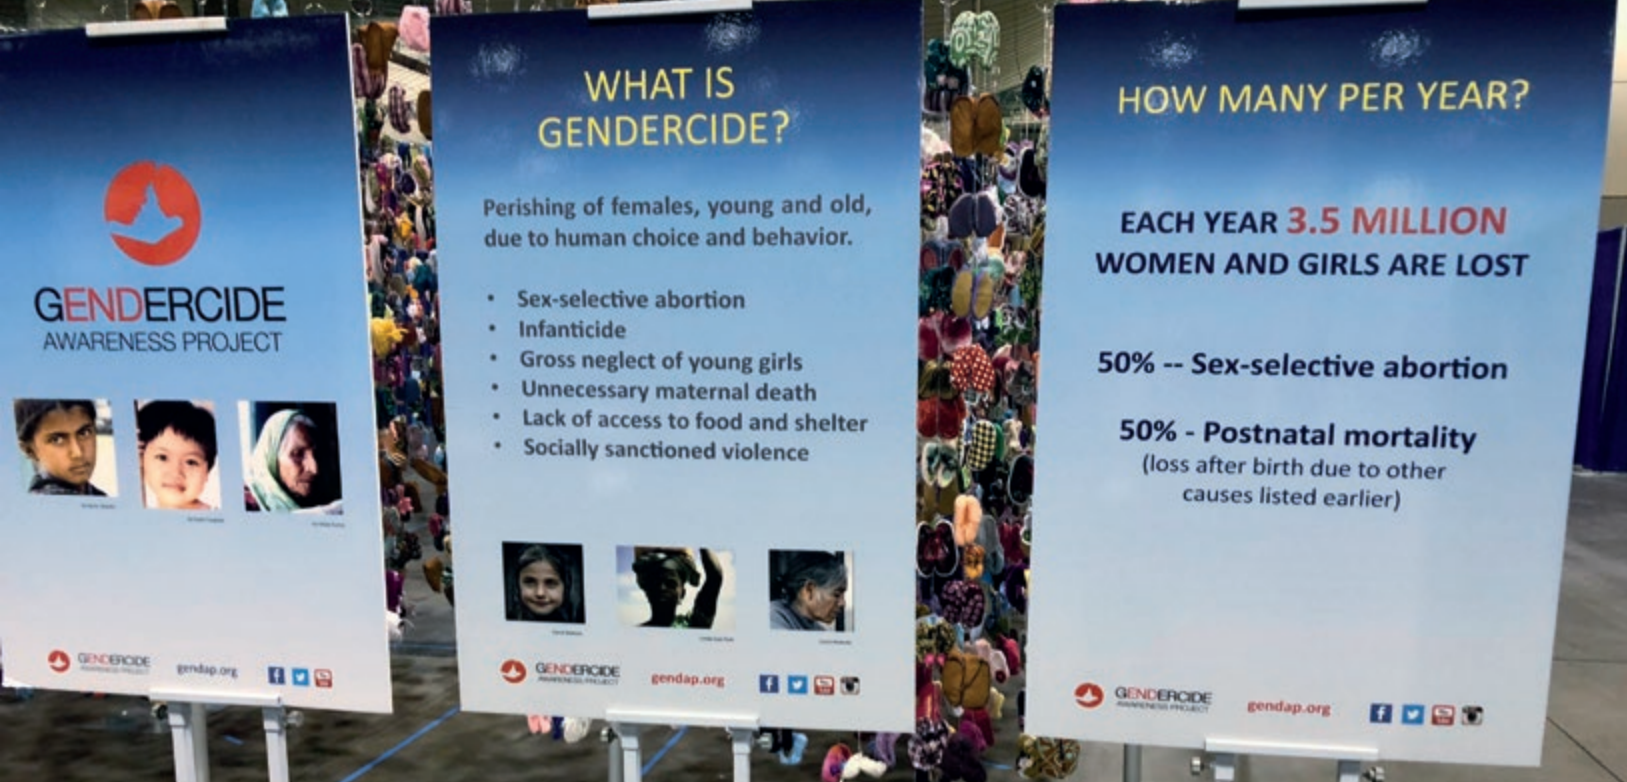 GENDERCIDE
AWARENESS PROJECT
GENDERCIDE
AWARENESS PROJECT
gendap.org
WHAT IS
GENDERCIDE?
Perishing of females, young and old,
due to human choice and behavior.
• Sex-selective abortion
• Infanticide
• Gross neglect of young girls
• Unnecessary maternal death
• Lack of access to food and shelter
• Socially sanctioned violence
GENDERCIDE
AWARENESS PROJECT
gendap.org
HOW MANY PER YEAR?
EACH YEAR 3.5 MILLION
WOMEN AND GIRLS ARE LOST
50% -- Sex-selective abortion
50% - Postnatal mortality
(loss after birth due to other
causes listed earlier)
GENDERCIDE
AWARENESS PROJECT
gendap.org